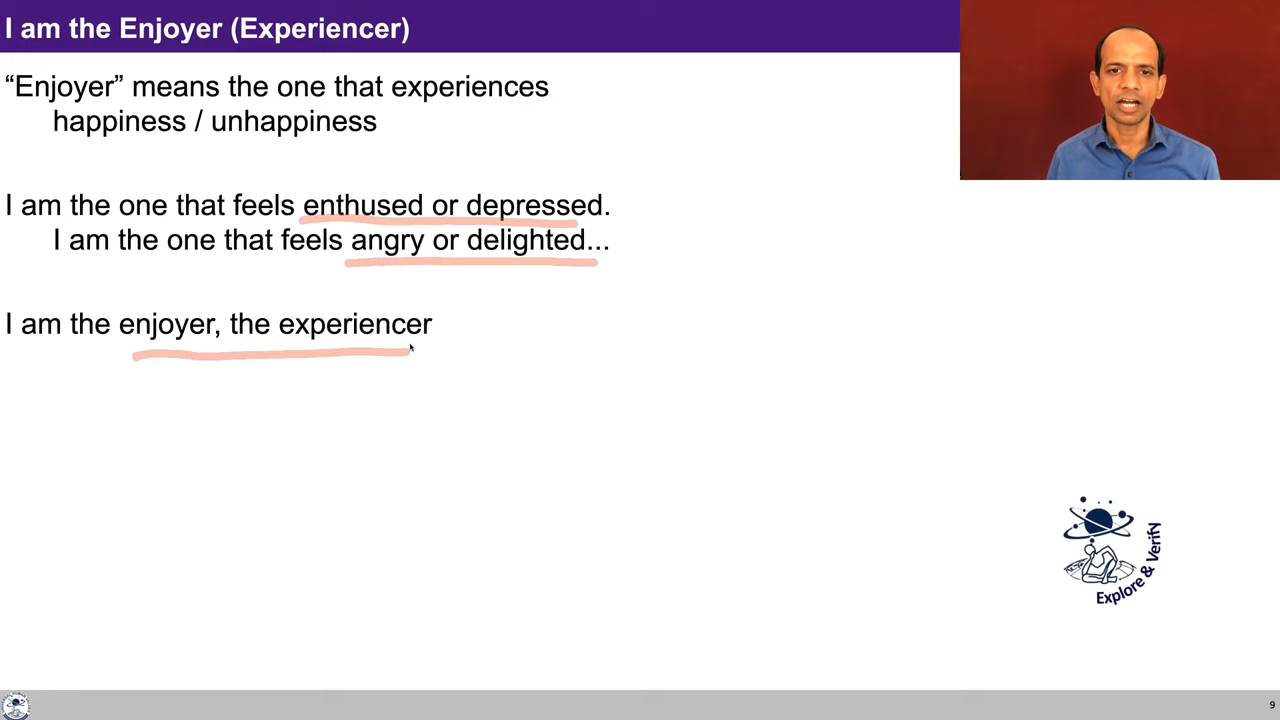 I am the Enjoyer (Experiencer)
“Enjoyer” means the one that experiences
happiness / unhappiness
I am the one that feels enthused or depressed.
I am the one that feels angry or delighted...
I am the enjoyer, the experiencer
Explore & Verify
9